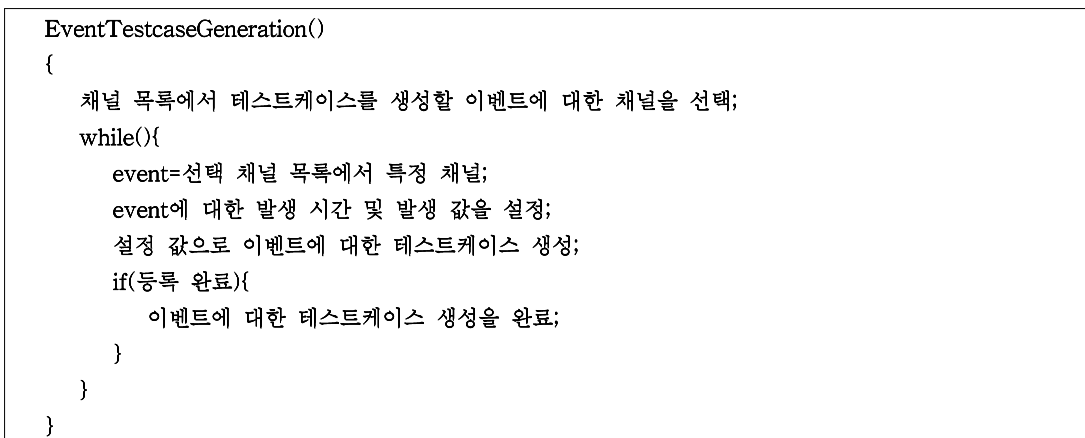 EventTestcaseGeneration()
{
채널 목록에서 테스트케이스를 생성할 이벤트에 대한 채널을 선택;
while(){
event=선택 채널 목록에서 특정 채널;
event에 대한 발생 시간 및 발생 값을 설정;
설정 값으로 이벤트에 대한 테스트케이스 생성;
if(등록 완료){
이벤트에 대한 테스트케이스 생성을 완료;
}
}
}